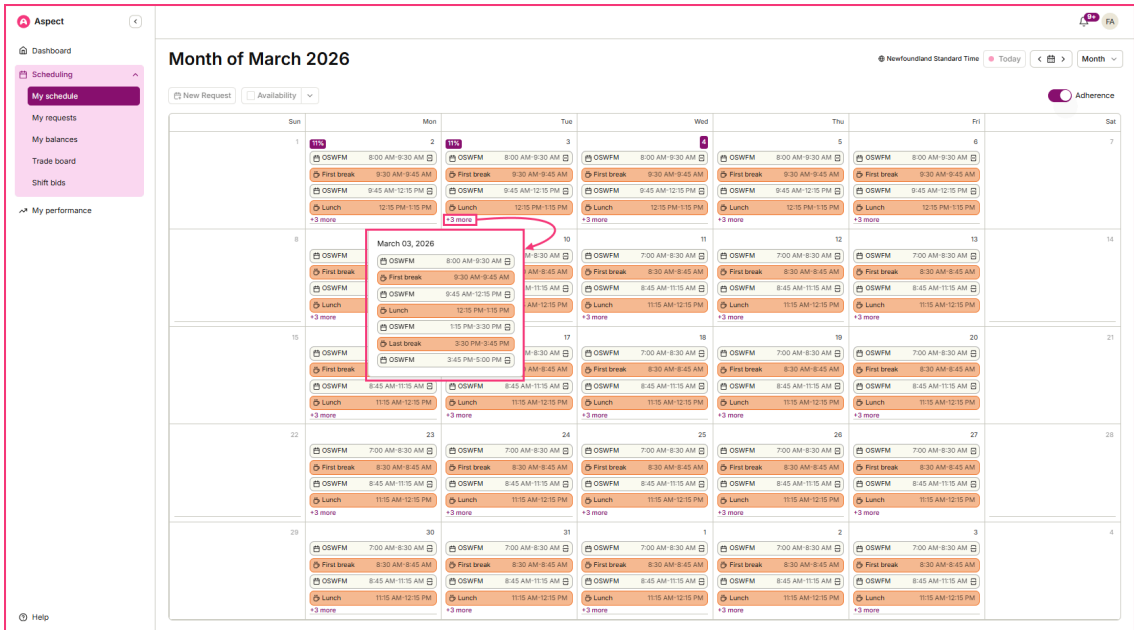 Aspect
9+
FA
Dashboard
Month of March 2026
Newfoundland Standard Time
Today
Month
Scheduling
My schedule
New Request
Availability
Adherence
My requests
My balances
Trade board
Shift bids
My performance
Sun Mon Tue Wed Thu Fri Sat
1 11% 2 11% 3 4 5 6 7
OSWFM 8:00 AM-9:30 AM OSWFM 8:00 AM-9:30 AM OSWFM 8:00 AM-9:30 AM OSWFM 8:00 AM-9:30 AM OSWFM 8:00 AM-9:30 AM
First break 9:30 AM-9:45 AM First break 9:30 AM-9:45 AM First break 9:30 AM-9:45 AM First break 9:30 AM-9:45 AM First break 9:30 AM-9:45 AM
OSWFM 9:45 AM-12:15 PM OSWFM 9:45 AM-12:15 PM OSWFM 9:45 AM-12:15 PM OSWFM 9:45 AM-12:15 PM OSWFM 9:45 AM-12:15 PM
Lunch 12:15 PM-1:15 PM Lunch 12:15 PM-1:15 PM Lunch 12:15 PM-1:15 PM Lunch 12:15 PM-1:15 PM Lunch 12:15 PM-1:15 PM
+3 more +3 more +3 more +3 more +3 more
March 03, 2026
OSWFM 8:00 AM-9:30 AM
First break 9:30 AM-9:45 AM
OSWFM 9:45 AM-12:15 PM
Lunch 12:15 PM-1:15 PM
OSWFM 1:15 PM-3:30 PM
Last break 3:30 PM-3:45 PM
OSWFM 3:45 PM-5:00 PM
8 10 11 12 13 14
OSWFM M-8:30 AM OSWFM 7:00 AM-8:30 AM OSWFM 7:00 AM-8:30 AM OSWFM 7:00 AM-8:30 AM
First break AM-8:45 AM First break 8:30 AM-8:45 AM First break 8:30 AM-8:45 AM First break 8:30 AM-8:45 AM
OSWFM M-11:15 AM OSWFM 8:45 AM-11:15 AM OSWFM 8:45 AM-11:15 AM OSWFM 8:45 AM-11:15 AM
Lunch AM-12:15 PM Lunch 11:15 AM-12:15 PM Lunch 11:15 AM-12:15 PM Lunch 11:15 AM-12:15 PM
+3 more +3 more +3 more +3 more
15 17 18 19 20 21
OSWFM M-8:30 AM OSWFM 7:00 AM-8:30 AM OSWFM 7:00 AM-8:30 AM OSWFM 7:00 AM-8:30 AM
First break AM-8:45 AM First break 8:30 AM-8:45 AM First break 8:30 AM-8:45 AM First break 8:30 AM-8:45 AM
OSWFM 8:45 AM-11:15 AM OSWFM 8:45 AM-11:15 AM OSWFM 8:45 AM-11:15 AM OSWFM 8:45 AM-11:15 AM OSWFM 8:45 AM-11:15 AM
Lunch 11:15 AM-12:15 PM Lunch 11:15 AM-12:15 PM Lunch 11:15 AM-12:15 PM Lunch 11:15 AM-12:15 PM Lunch 11:15 AM-12:15 PM
+3 more +3 more +3 more +3 more +3 more
22 23 24 25 26 27 28
OSWFM 7:00 AM-8:30 AM OSWFM 7:00 AM-8:30 AM OSWFM 7:00 AM-8:30 AM OSWFM 7:00 AM-8:30 AM OSWFM 7:00 AM-8:30 AM
First break 8:30 AM-8:45 AM First break 8:30 AM-8:45 AM First break 8:30 AM-8:45 AM First break 8:30 AM-8:45 AM First break 8:30 AM-8:45 AM
OSWFM 8:45 AM-11:15 AM OSWFM 8:45 AM-11:15 AM OSWFM 8:45 AM-11:15 AM OSWFM 8:45 AM-11:15 AM OSWFM 8:45 AM-11:15 AM
Lunch 11:15 AM-12:15 PM Lunch 11:15 AM-12:15 PM Lunch 11:15 AM-12:15 PM Lunch 11:15 AM-12:15 PM Lunch 11:15 AM-12:15 PM
+3 more +3 more +3 more +3 more +3 more
29 30 31 1 2 3 4
OSWFM 7:00 AM-8:30 AM OSWFM 7:00 AM-8:30 AM OSWFM 7:00 AM-8:30 AM OSWFM 7:00 AM-8:30 AM OSWFM 7:00 AM-8:30 AM
First break 8:30 AM-8:45 AM First break 8:30 AM-8:45 AM First break 8:30 AM-8:45 AM First break 8:30 AM-8:45 AM First break 8:30 AM-8:45 AM
OSWFM 8:45 AM-11:15 AM OSWFM 8:45 AM-11:15 AM OSWFM 8:45 AM-11:15 AM OSWFM 8:45 AM-11:15 AM OSWFM 8:45 AM-11:15 AM
Lunch 11:15 AM-12:15 PM Lunch 11:15 AM-12:15 PM Lunch 11:15 AM-12:15 PM Lunch 11:15 AM-12:15 PM Lunch 11:15 AM-12:15 PM
+3 more +3 more +3 more +3 more +3 more
Help